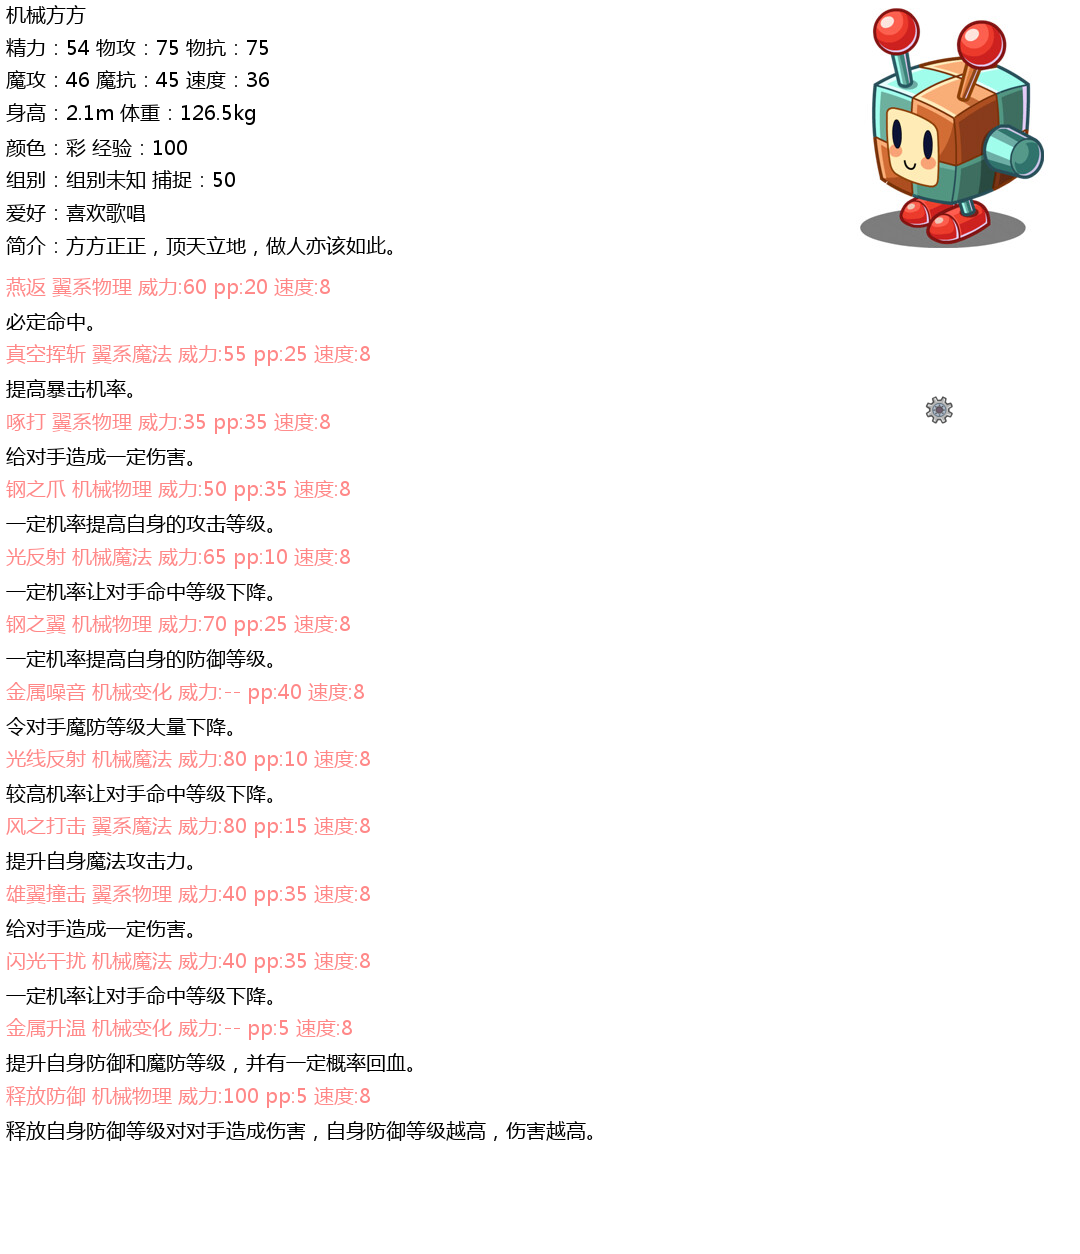 机械方方
精力：54 物攻：75 物抗：75
魔攻：46 魔抗：45 速度：36
身高：2.1m 体重：126.5kg
颜色：彩 经验：100
组别：组别未知 捕捉：50
爱好：喜欢歌唱
简介：方方正正，顶天立地，做人亦该如此。
燕返 翼系物理 威力:60 pp:20 速度:8
必定命中。
真空挥斩 翼系魔法 威力:55 pp:25 速度:8
提高暴击机率。
啄打 翼系物理 威力:35 pp:35 速度:8
给对手造成一定伤害。
钢之爪 机械物理 威力:50 pp:35 速度:8
一定机率提高自身的攻击等级。
光反射 机械魔法 威力:65 pp:10 速度:8
一定机率让对手命中等级下降。
钢之翼 机械物理 威力:70 pp:25 速度:8
一定机率提高自身的防御等级。
金属噪音 机械变化 威力:-- pp:40 速度:8
令对手魔防等级大量下降。
光线反射 机械魔法 威力:80 pp:10 速度:8
较高机率让对手命中等级下降。
风之打击 翼系魔法 威力:80 pp:15 速度:8
提升自身魔法攻击力。
雄翼撞击 翼系物理 威力:40 pp:35 速度:8
给对手造成一定伤害。
闪光干扰 机械魔法 威力:40 pp:35 速度:8
一定机率让对手命中等级下降。
金属升温 机械变化 威力:-- pp:5 速度:8
提升自身防御和魔防等级，并有一定概率回血。
释放防御 机械物理 威力:100 pp:5 速度:8
释放自身防御等级对对手造成伤害，自身防御等级越高，伤害越高。